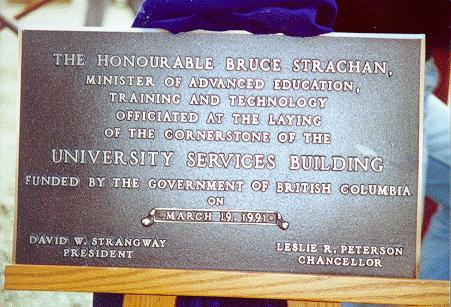 THE HONOURABLE BRUCE STRACHAN,
MINISTER OF ADVANCED EDUCATION,
TRAINING AND TECHNOLOGY
OFFICIATED AT THE LAYING
OF THE CORNERSTONE OF THE
UNIVERSITY SERVICES BUILDING
FUNDED BY THE GOVERNMENT OF BRITISH COLUMBIA
ON
MARCH 19, 1991
DAVID W. STRANGWAY
PRESIDENT
LESLIE R. PETERSON
CHANCELLOR